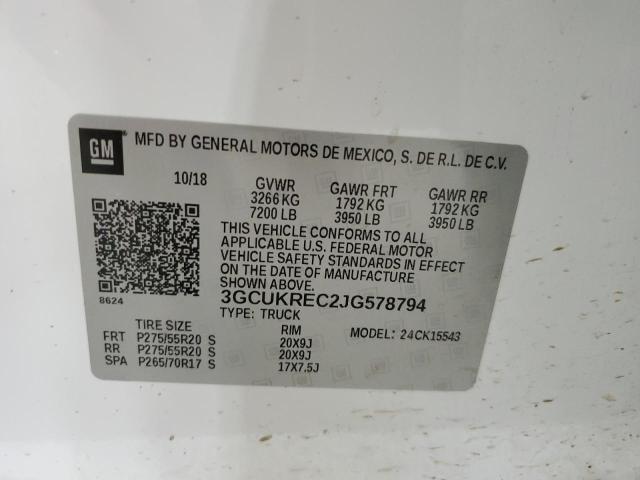 GM
MFD BY GENERAL MOTORS DE MEXICO, S. DE R.L. DE C.V.
10/18 GVWR GAWR FRT GAWR RR
3266 KG 1792 KG 1792 KG
7200 LB 3950 LB 3950 LB
THIS VEHICLE CONFORMS TO ALL
APPLICABLE U.S. FEDERAL MOTOR
VEHICLE SAFETY STANDARDS IN EFFECT
ON THE DATE OF MANUFACTURE
SHOWN ABOVE.
8624
3GCUKREC2JG578794
TYPE: TRUCK
TIRE SIZE RIM MODEL: 24CK15543
FRT P275/55R20 S 20X9J
RR P275/55R20 S 20X9J
SPA P265/70R17 S 17X7.5J